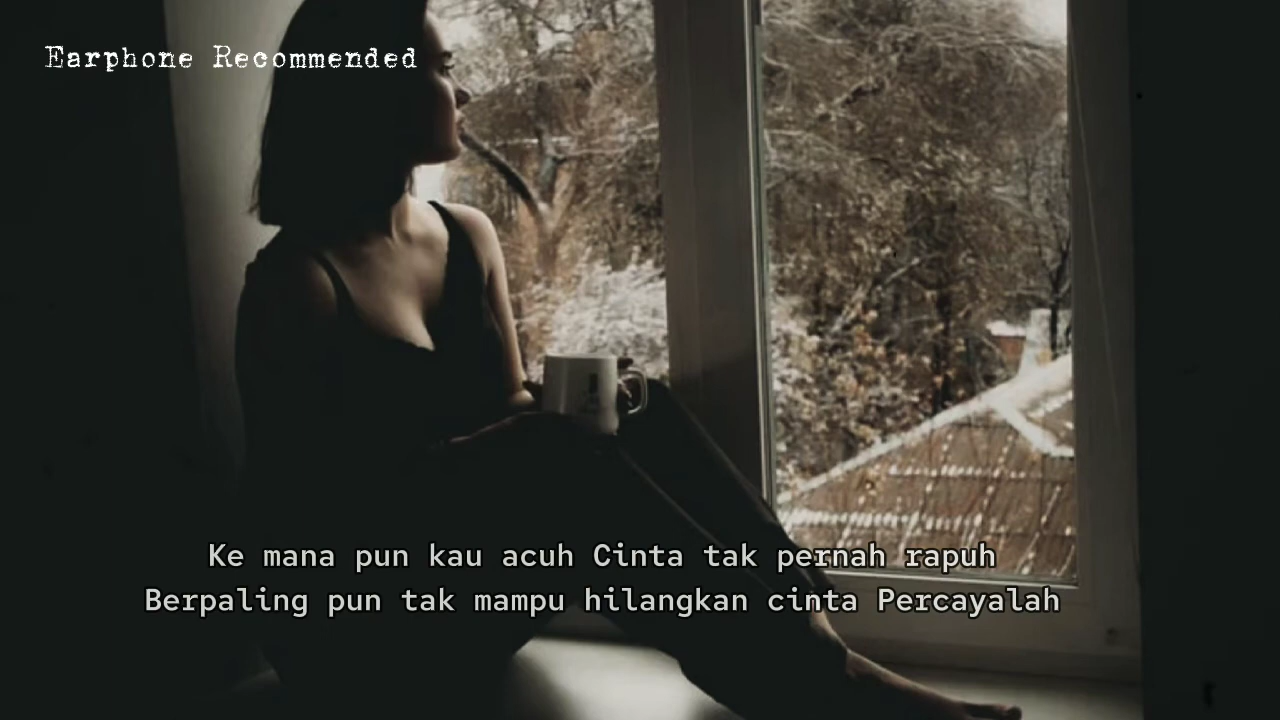 Earphone Recommended
Ke mana pun kau acuh Cinta tak pernah rapuh
Berpaling pun tak mampu hilangkan cinta Percayalah